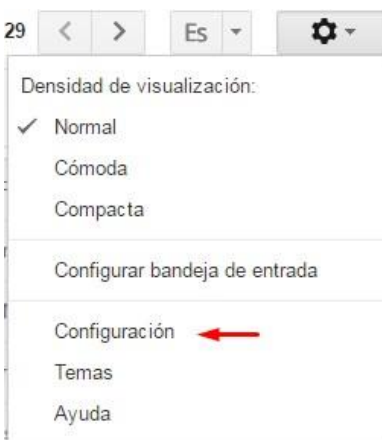 29 Es
Densidad de visualización:
Normal
Cómoda
Compacta
Configurar bandeja de entrada
Configuración
Temas
Ayuda